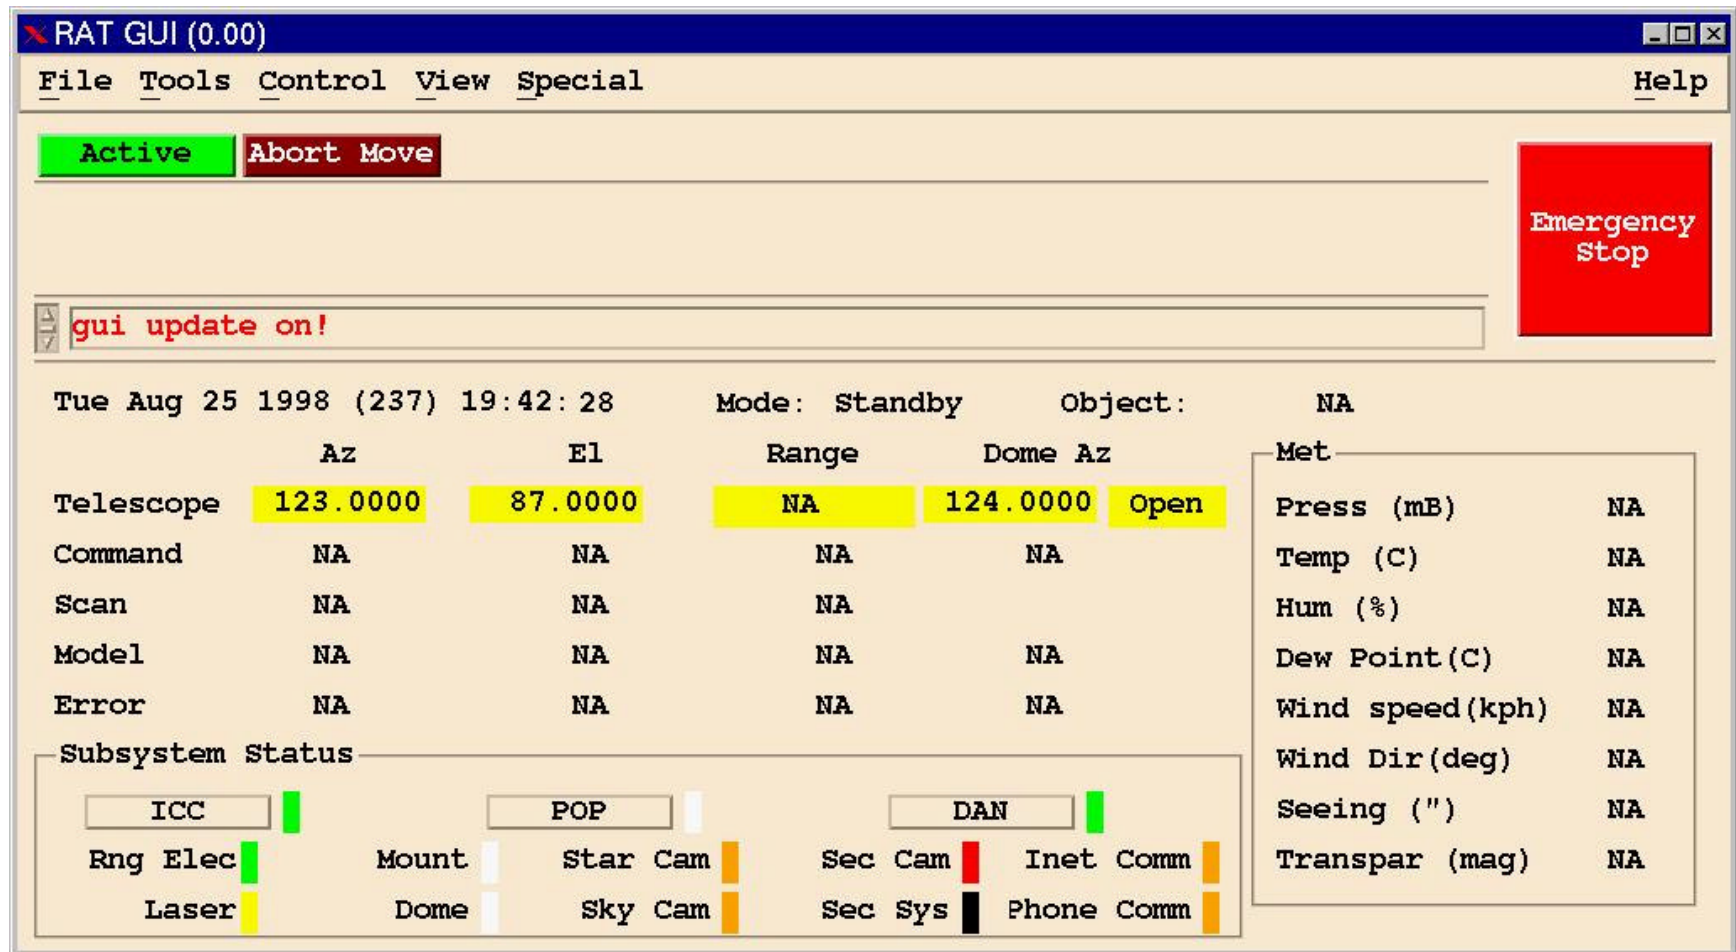 RAT GUI (0.00)
File Tools Control View Special Help
Active Abort Move
Emergency
Stop
gui update on!
Tue Aug 25 1998 (237) 19:42:28 Mode: Standby Object: NA
Az El Range Dome Az
Telescope 123.0000 87.0000 NA 124.0000 Open
Command NA NA NA NA
Scan NA NA NA
Model NA NA NA NA
Error NA NA NA NA
Met
Press (mB) NA
Temp (C) NA
Hum (%) NA
Dew Point(C) NA
Wind speed(kph) NA
Wind Dir(deg) NA
Seeing (") NA
Transpar (mag) NA
Subsystem Status
ICC POP DAN
Rng Elec Mount Star Cam Sec Cam Inet Comm
Laser Dome Sky Cam Sec Sys Phone Comm